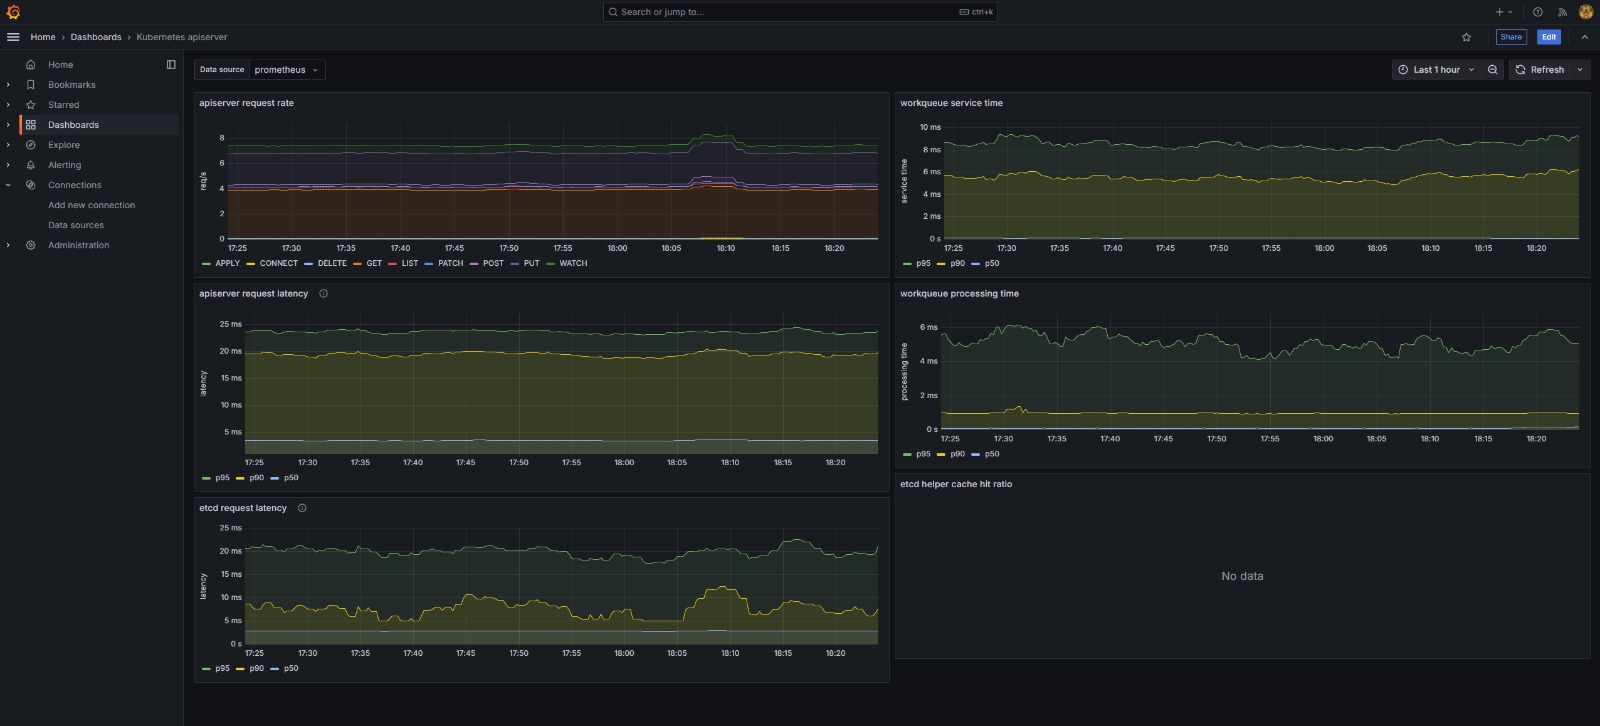 Search or jump to...
ctrl+k
Home › Dashboards › Kubernetes apiserver
Share
Edit
Home
Bookmarks
Starred
Dashboards
Explore
Alerting
Connections
Add new connection
Data sources
Administration
Data source
prometheus
Last 1 hour
Refresh
apiserver request rate
req/s
8
6
4
2
0
17:25 17:30 17:35 17:40 17:45 17:50 17:55 18:00 18:05 18:10 18:15 18:20
APPLY CONNECT DELETE GET LIST PATCH POST PUT WATCH
workqueue service time
service time
10 ms
8 ms
6 ms
4 ms
2 ms
0 s
17:25 17:30 17:35 17:40 17:45 17:50 17:55 18:00 18:05 18:10 18:15 18:20
p95 p90 p50
apiserver request latency
latency
25 ms
20 ms
15 ms
10 ms
5 ms
17:25 17:30 17:35 17:40 17:45 17:50 17:55 18:00 18:05 18:10 18:15 18:20
p95 p90 p50
workqueue processing time
processing time
6 ms
4 ms
2 ms
0 s
17:25 17:30 17:35 17:40 17:45 17:50 17:55 18:00 18:05 18:10 18:15 18:20
p95 p90 p50
etcd request latency
latency
25 ms
20 ms
15 ms
10 ms
5 ms
0 s
17:25 17:30 17:35 17:40 17:45 17:50 17:55 18:00 18:05 18:10 18:15 18:20
p95 p90 p50
etcd helper cache hit ratio
No data